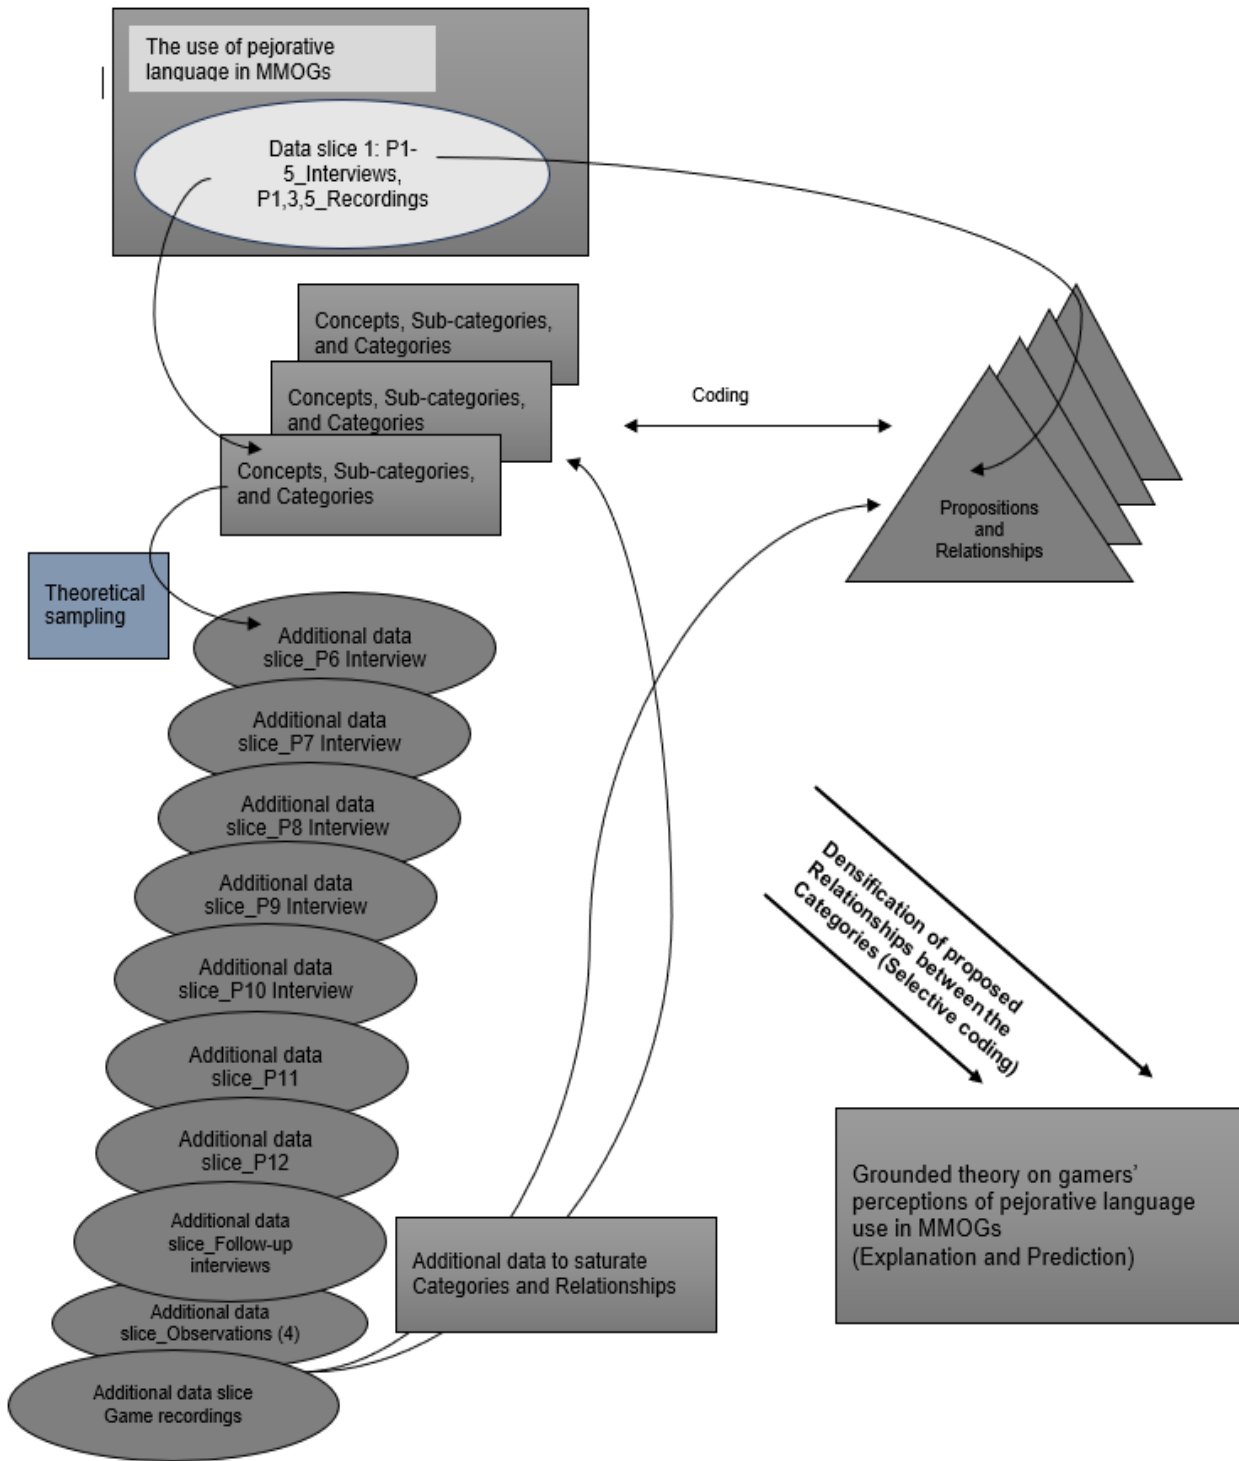 The use of pejorative
language in MMOGs
Data slice 1: P1-
5_Interviews,
P1,3,5_Recordings
Concepts, Sub-categories,
and Categories
Concepts, Sub-categories,
and Categories
Concepts, Sub-categories,
and Categories
Coding
Propositions
and
Relationships
Theoretical
sampling
Additional data
slice_P6 Interview
Additional data
slice_P7 Interview
Additional data
slice_P8 Interview
Additional data
slice_P9 Interview
Additional data
slice_P10 Interview
Additional data
slice_P11
Additional data
slice_P12
Additional data
slice_Follow-up
interviews
Additional data
slice_Observations (4)
Additional data slice
Game recordings
Additional data to saturate
Categories and Relationships
Densification of proposed
Relationships between the
Categories (Selective coding)
Grounded theory on gamers’
perceptions of pejorative language
use in MMOGs
(Explanation and Prediction)